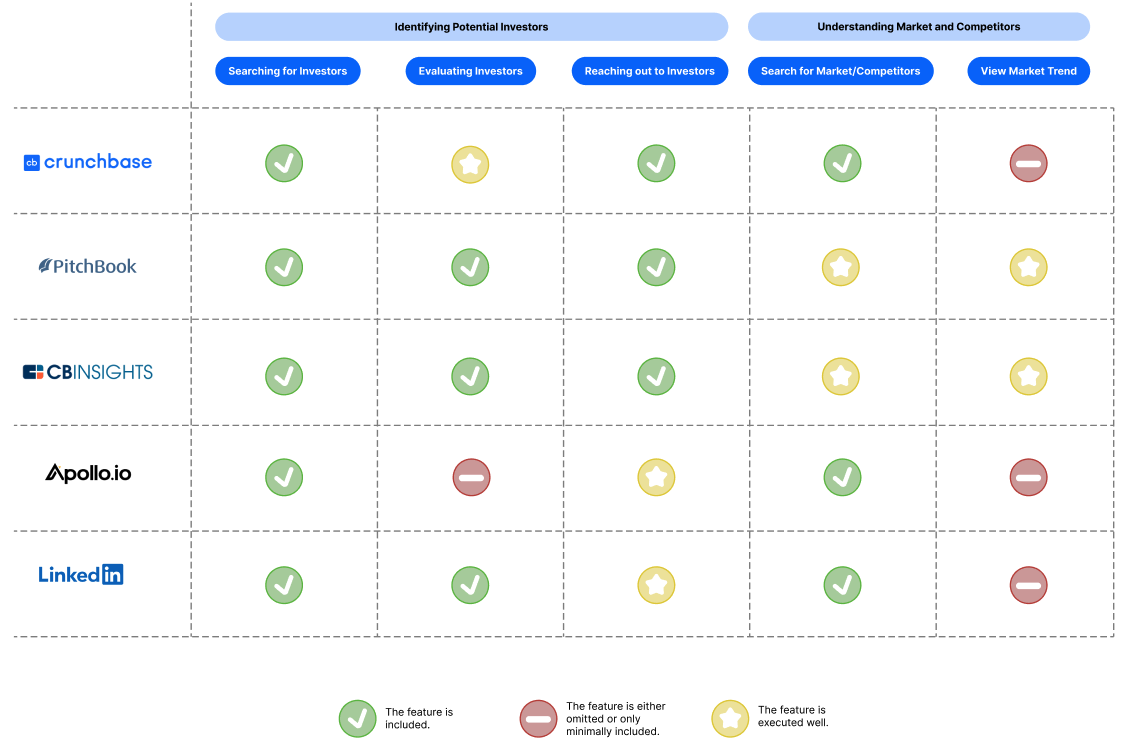 Identifying Potential Investors
Understanding Market and Competitors
Searching for Investors
Evaluating Investors
Reaching out to Investors
Search for Market/Competitors
View Market Trend
cb crunchbase
PitchBook
CBINSIGHTS
Apollo.io
Linkedin
The feature is
included.
The feature is either
omitted or only
minimally included.
The feature is
executed well.